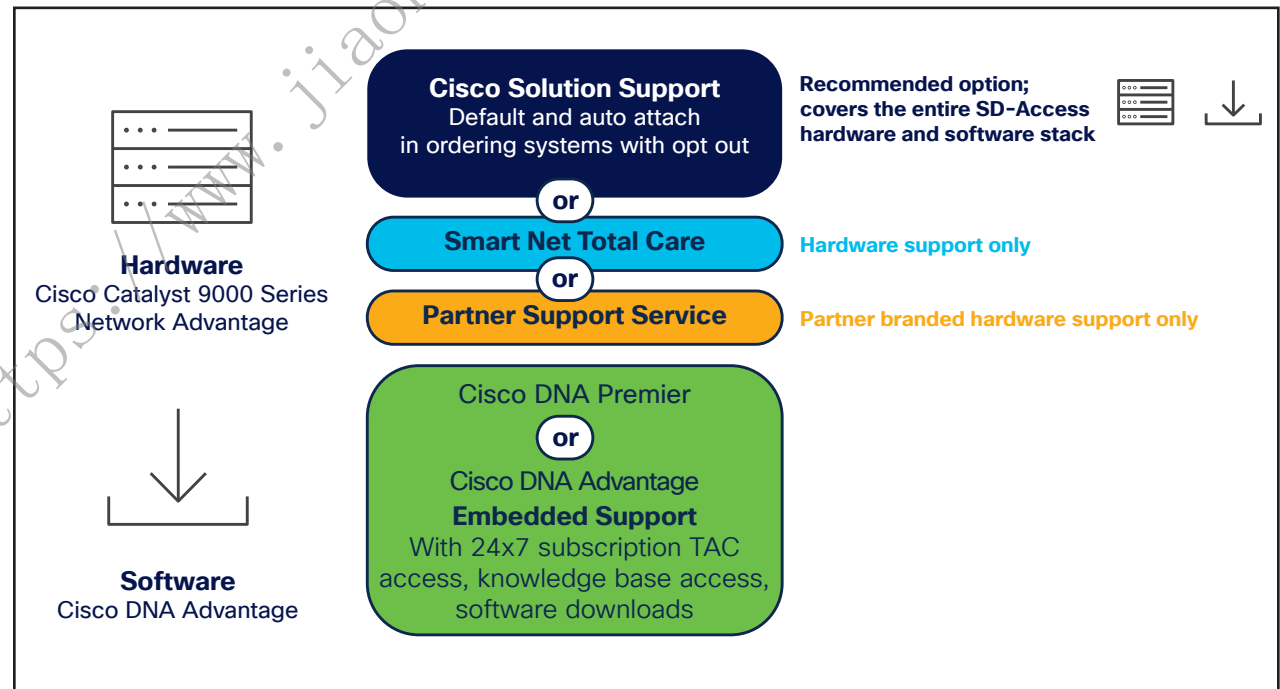 https://www.jiao
Cisco Solution Support
Default and auto attach
in ordering systems with opt out
Recommended option;
covers the entire SD-Access
hardware and software stack
or
Smart Net Total Care
Hardware support only
or
Partner Support Service
Partner branded hardware support only
Hardware
Cisco Catalyst 9000 Series
Network Advantage
Cisco DNA Premier
or
Cisco DNA Advantage
Embedded Support
With 24x7 subscription TAC
access, knowledge base access,
software downloads
Software
Cisco DNA Advantage